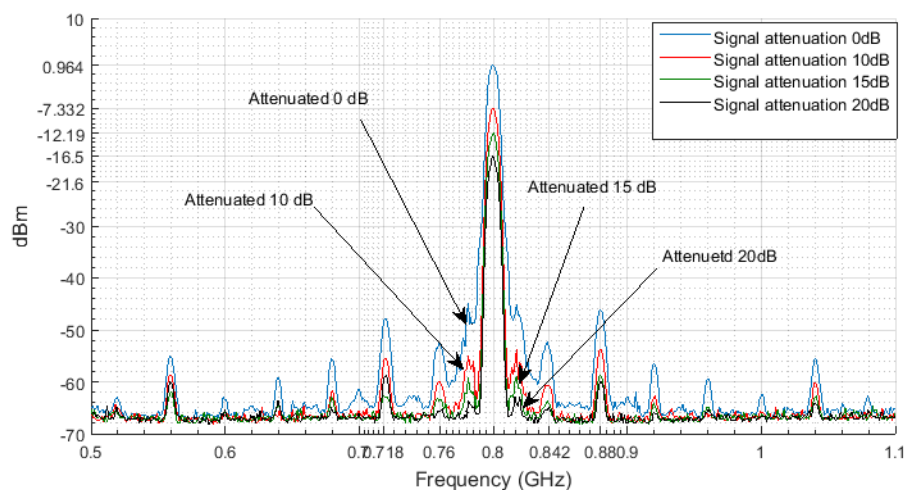 10
0.964
-7.332
-12.19
-16.5
-21.6
-30
-40
-50
-60
-70
dBm
Signal attenuation 0dB
Signal attenuation 10dB
Signal attenuation 15dB
Signal attenuation 20dB
Attenuated 0 dB
Attenuated 10 dB
Attenuated 15 dB
Attenuetd 20dB
0.5 0.6 0.7 0.718 0.76 0.8 0.842 0.88 0.9 1 1.1
Frequency (GHz)